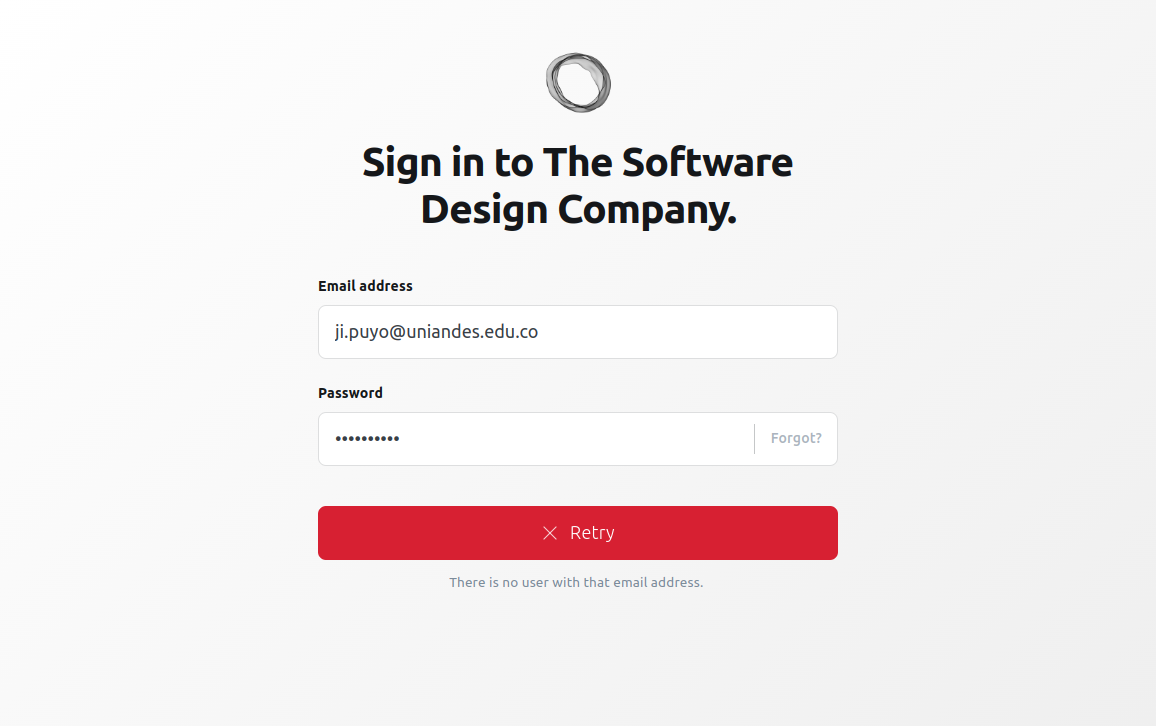 Sign in to The Software
Design Company.
Email address
ji.puyo@uniandes.edu.co
Password
••••••••••
Forgot?
Retry
There is no user with that email address.